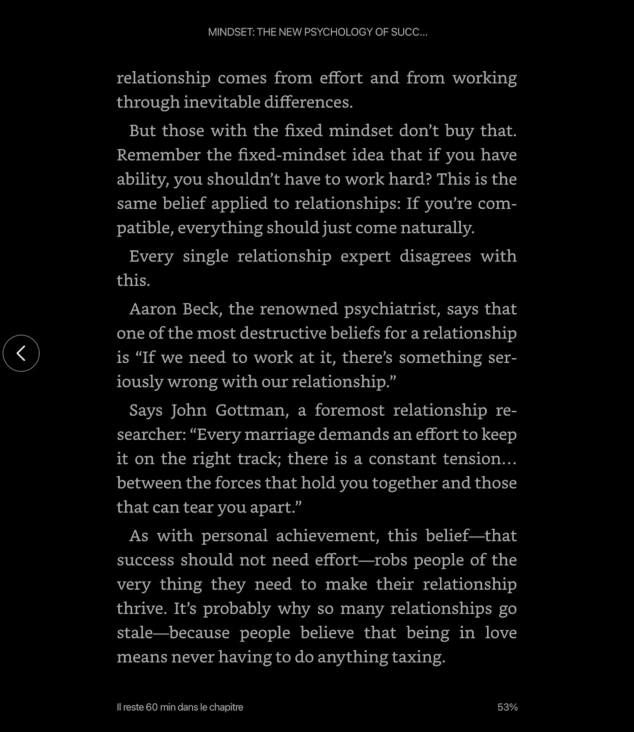 MINDSET: THE NEW PSYCHOLOGY OF SUCC...
relationship comes from effort and from working
through inevitable differences.
But those with the fixed mindset don’t buy that.
Remember the fixed-mindset idea that if you have
ability, you shouldn’t have to work hard? This is the
same belief applied to relationships: If you’re com-
patible, everything should just come naturally.
Every single relationship expert disagrees with
this.
Aaron Beck, the renowned psychiatrist, says that
one of the most destructive beliefs for a relationship
is “If we need to work at it, there’s something ser-
iously wrong with our relationship.”
Says John Gottman, a foremost relationship re-
searcher: “Every marriage demands an effort to keep
it on the right track; there is a constant tension…
between the forces that hold you together and those
that can tear you apart.”
As with personal achievement, this belief—that
success should not need effort—robs people of the
very thing they need to make their relationship
thrive. It’s probably why so many relationships go
stale—because people believe that being in love
means never having to do anything taxing.
Il reste 60 min dans le chapitre
53%